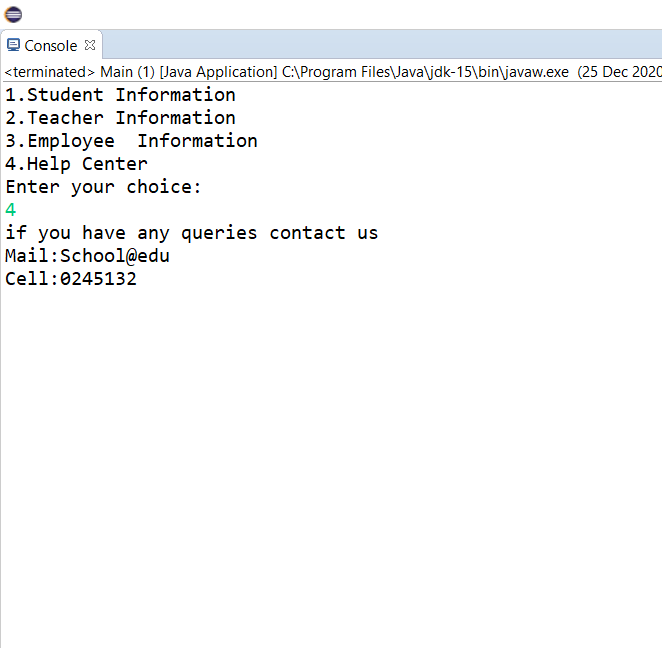 Console
<terminated> Main (1) [Java Application] C:\Program Files\Java\jdk-15\bin\javaw.exe  (25 Dec 2020
1.Student Information
2.Teacher Information
3.Employee  Information
4.Help Center
Enter your choice:
4
if you have any queries contact us
Mail:School@edu
Cell:0245132